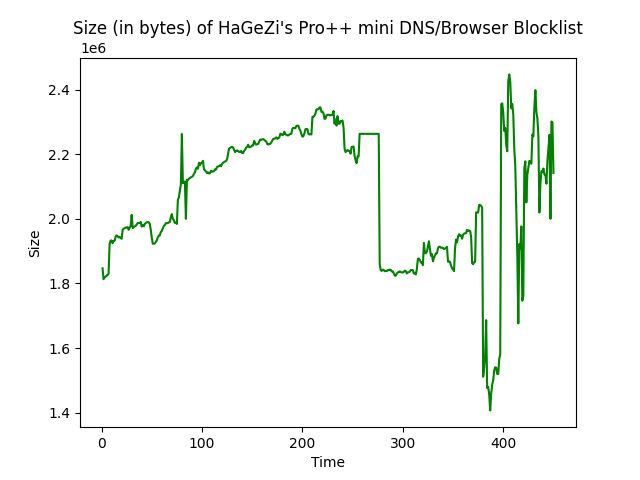 Size (in bytes) of HaGeZi's Pro++ mini DNS/Browser Blocklist
1e6
2.4
2.2
2.0
1.8
1.6
1.4
Size
0 100 200 300 400
Time